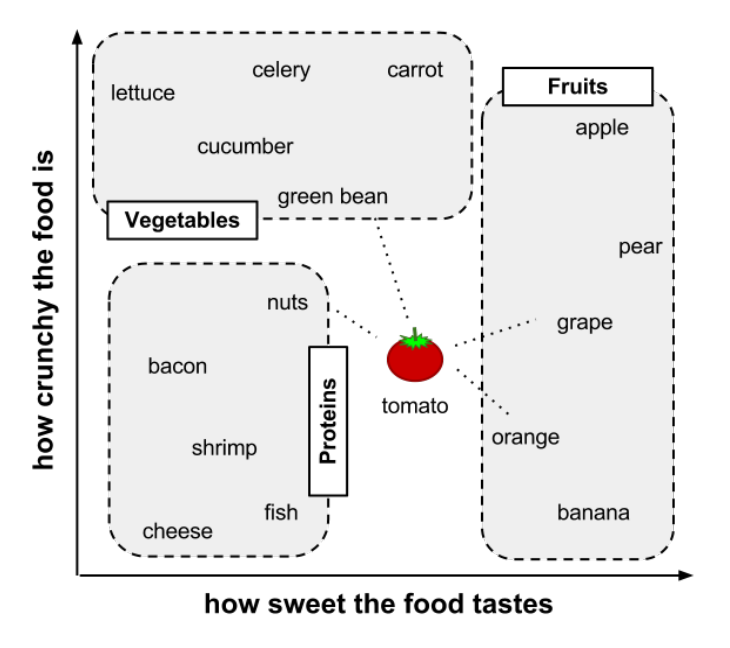 celery
carrot
lettuce
Fruits
apple
cucumber
green bean
Vegetables
pear
nuts
grape
bacon
tomato
Proteins
orange
shrimp
fish
banana
cheese
how crunchy the food is
how sweet the food tastes